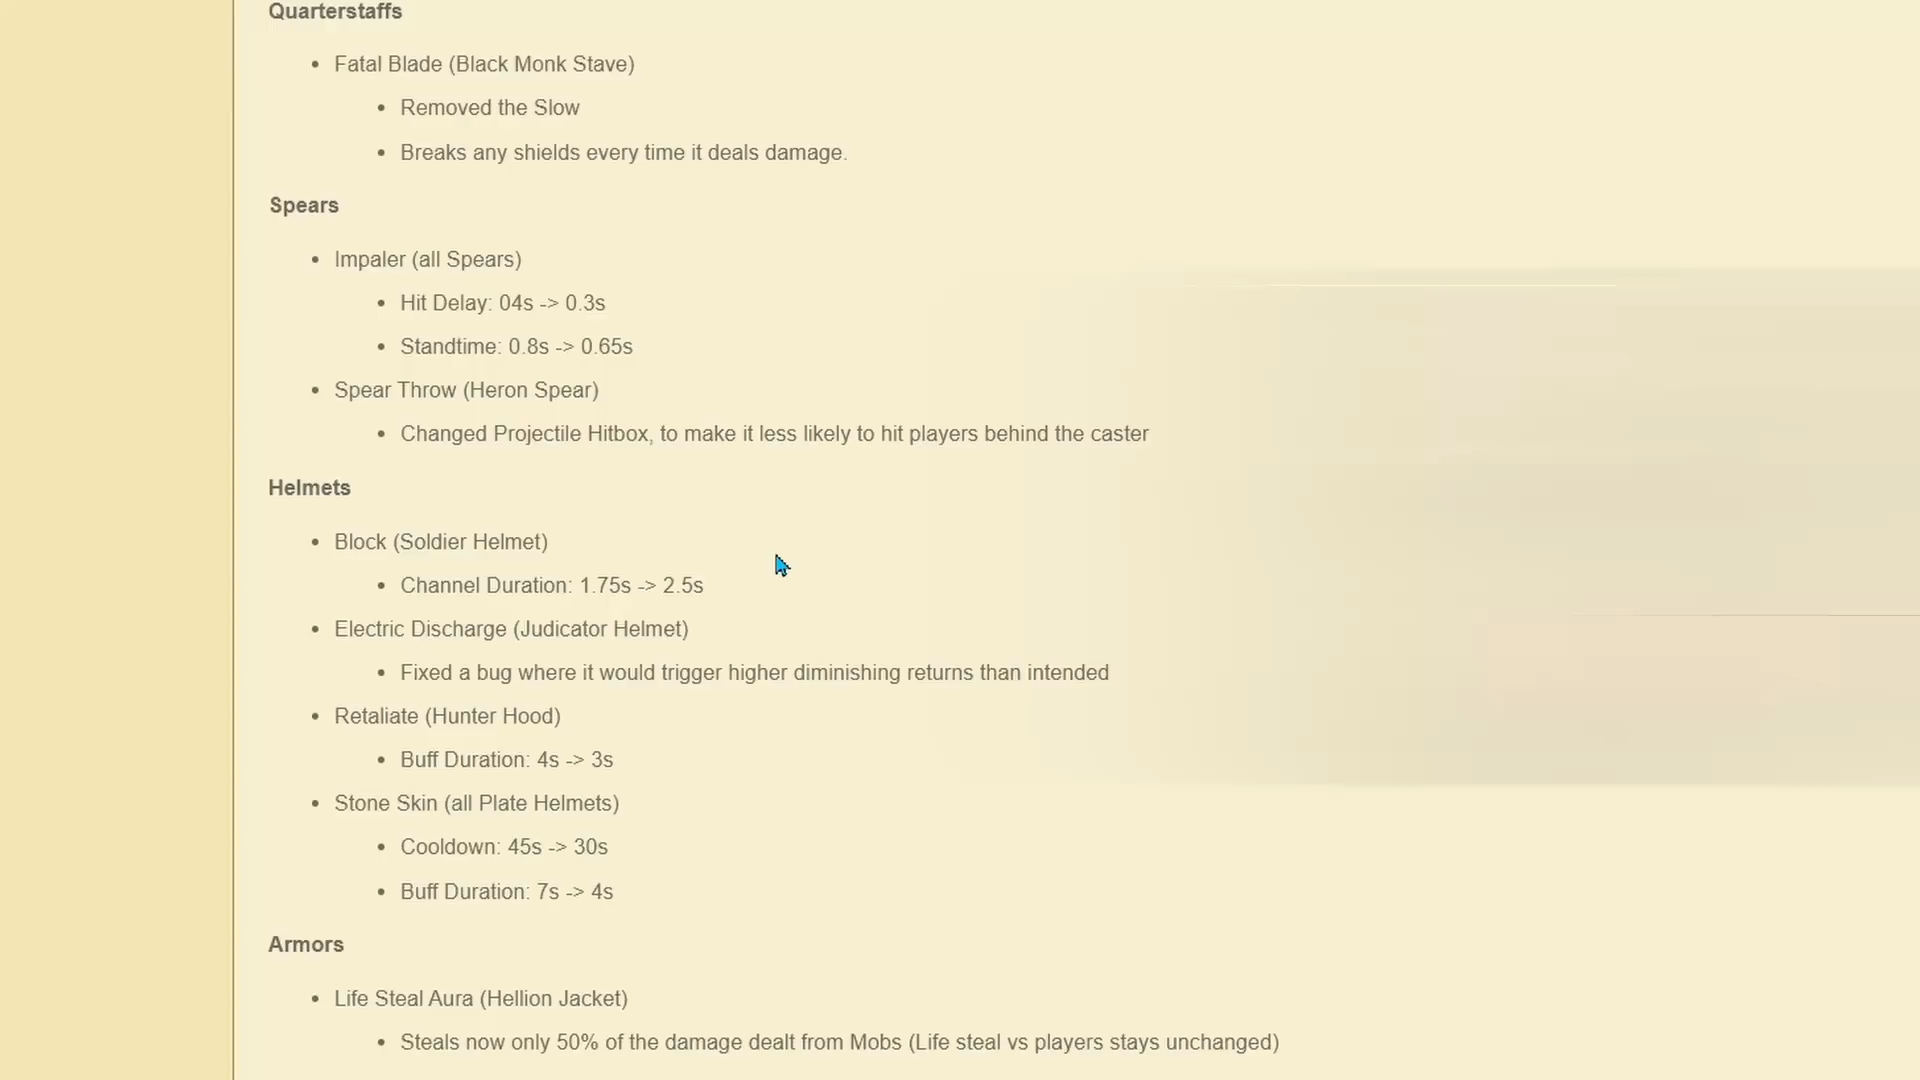 Quarterstaffs
• Fatal Blade (Black Monk Stave)
• Removed the Slow
• Breaks any shields every time it deals damage.
Spears
• Impaler (all Spears)
• Hit Delay: 04s -> 0.3s
• Standtime: 0.8s -> 0.65s
• Spear Throw (Heron Spear)
• Changed Projectile Hitbox, to make it less likely to hit players behind the caster
Helmets
• Block (Soldier Helmet)
• Channel Duration: 1.75s -> 2.5s
• Electric Discharge (Judicator Helmet)
• Fixed a bug where it would trigger higher diminishing returns than intended
• Retaliate (Hunter Hood)
• Buff Duration: 4s -> 3s
• Stone Skin (all Plate Helmets)
• Cooldown: 45s -> 30s
• Buff Duration: 7s -> 4s
Armors
• Life Steal Aura (Hellion Jacket)
• Steals now only 50% of the damage dealt from Mobs (Life steal vs players stays unchanged)